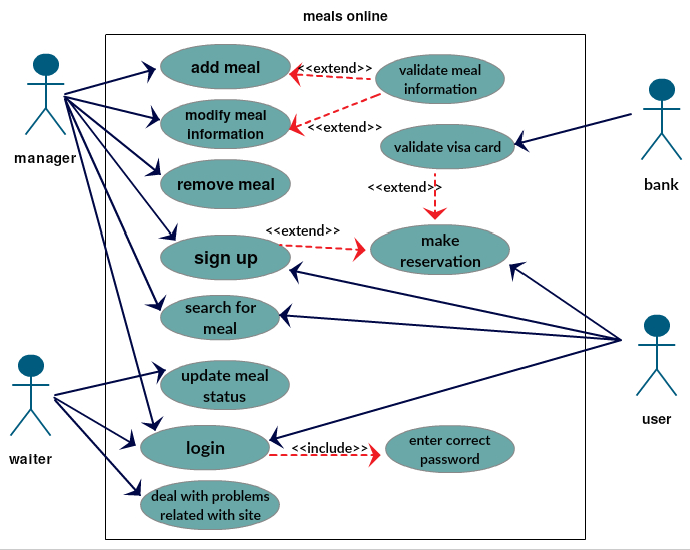 meals online
add meal
<<extend>>
validate meal
information
modify meal
information
<<extend>>
validate visa card
manager
remove meal
<<extend>>
bank
<<extend>>
sign up
make
reservation
search for
meal
update meal
status
user
login
<<include>>
enter correct
password
waiter
deal with problems
related with site